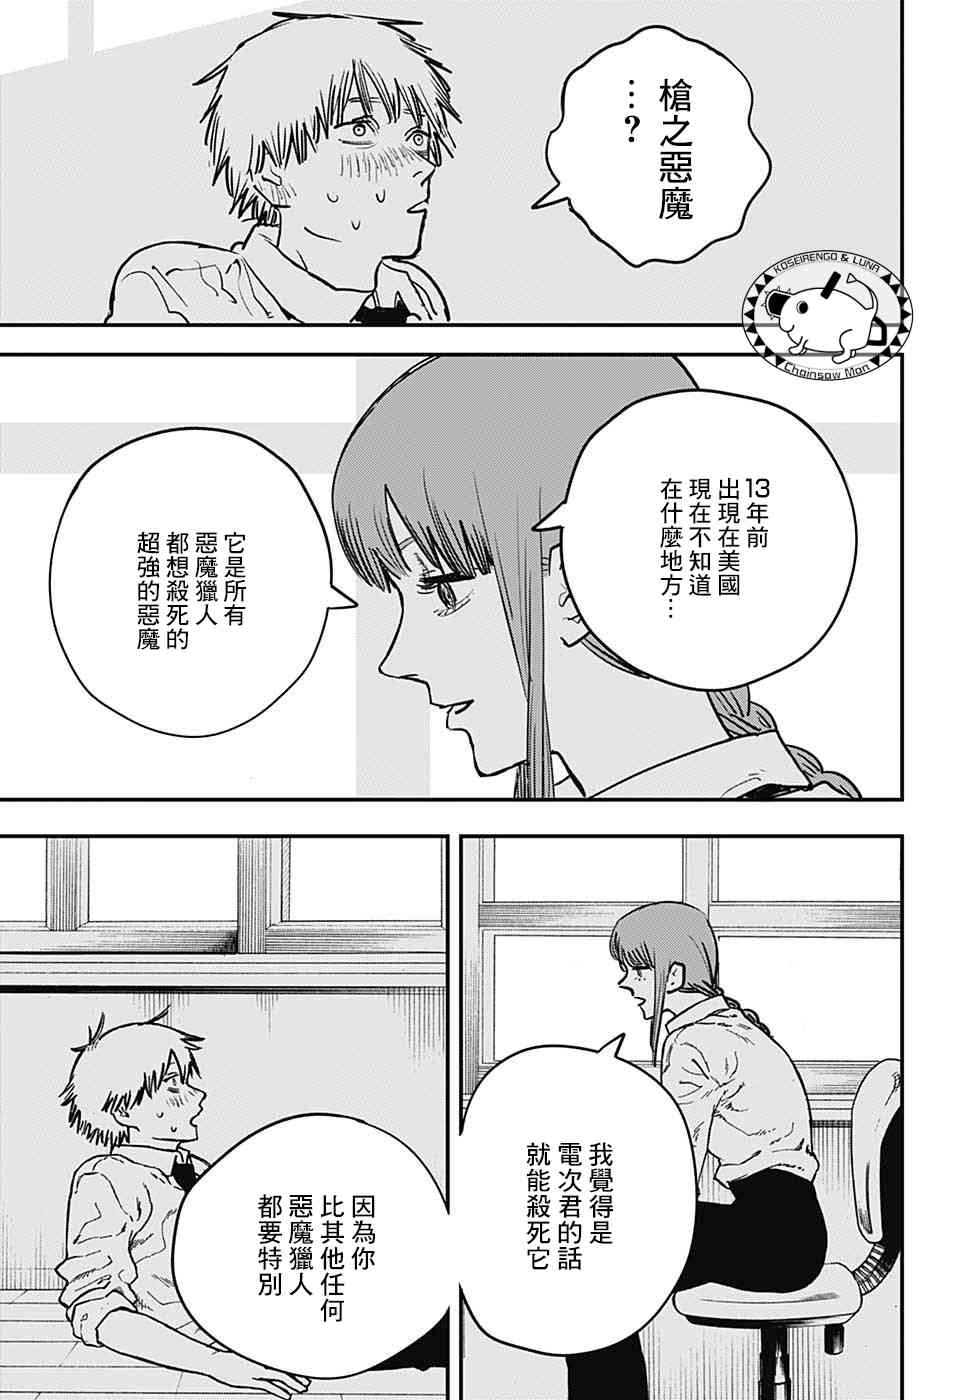 槍之惡魔
…?
KOSEIRENGO & LUNA
Chainsaw Man
13年前
出現在美國
現在不知道
在什麼地方…
它是所有
惡魔獵人
都想殺死的
超強的惡魔
我覺得是
電次君的話
就能殺死它
因為你
比其他任何
惡魔獵人
都要特別